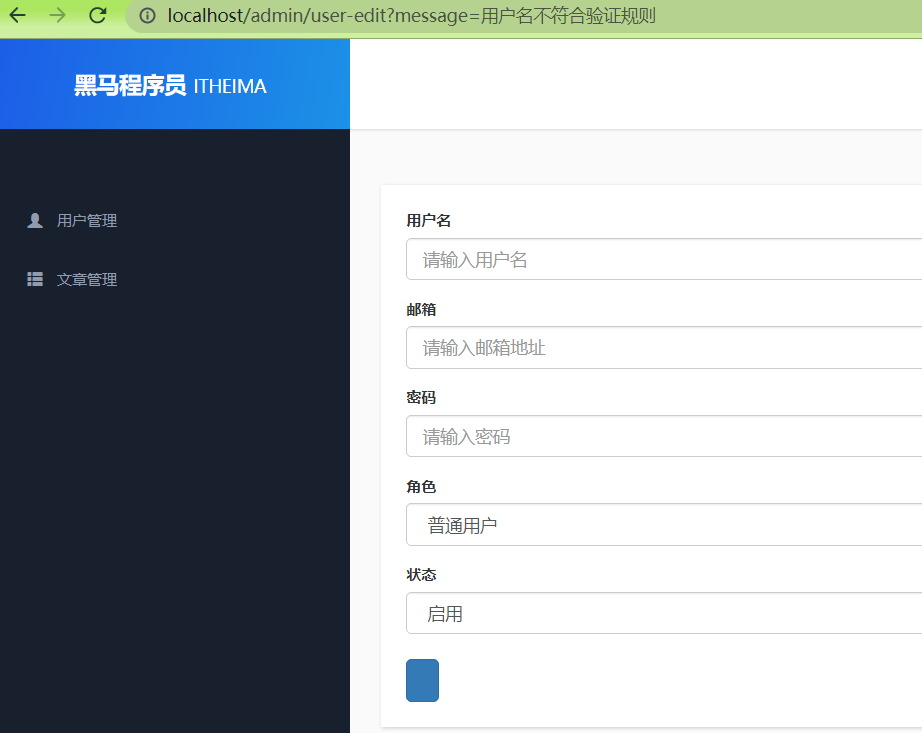 localhost/admin/user-edit?message=用户名不符合验证规则
黑马程序员 ITHEIMA
用户管理
文章管理
用户名
请输入用户名
邮箱
请输入邮箱地址
密码
请输入密码
角色
普通用户
状态
启用